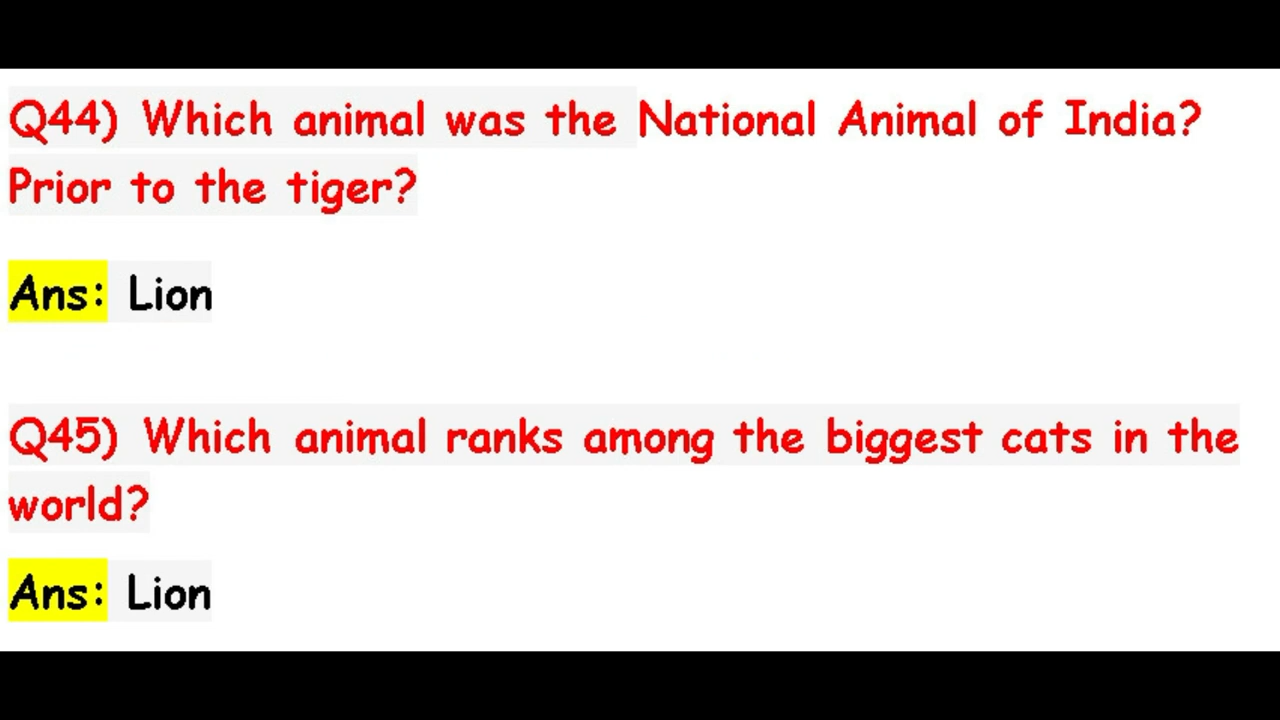 Q44) Which animal was the National Animal of India?
Prior to the tiger?
Ans: Lion
Q45) Which animal ranks among the biggest cats in the
world?
Ans: Lion